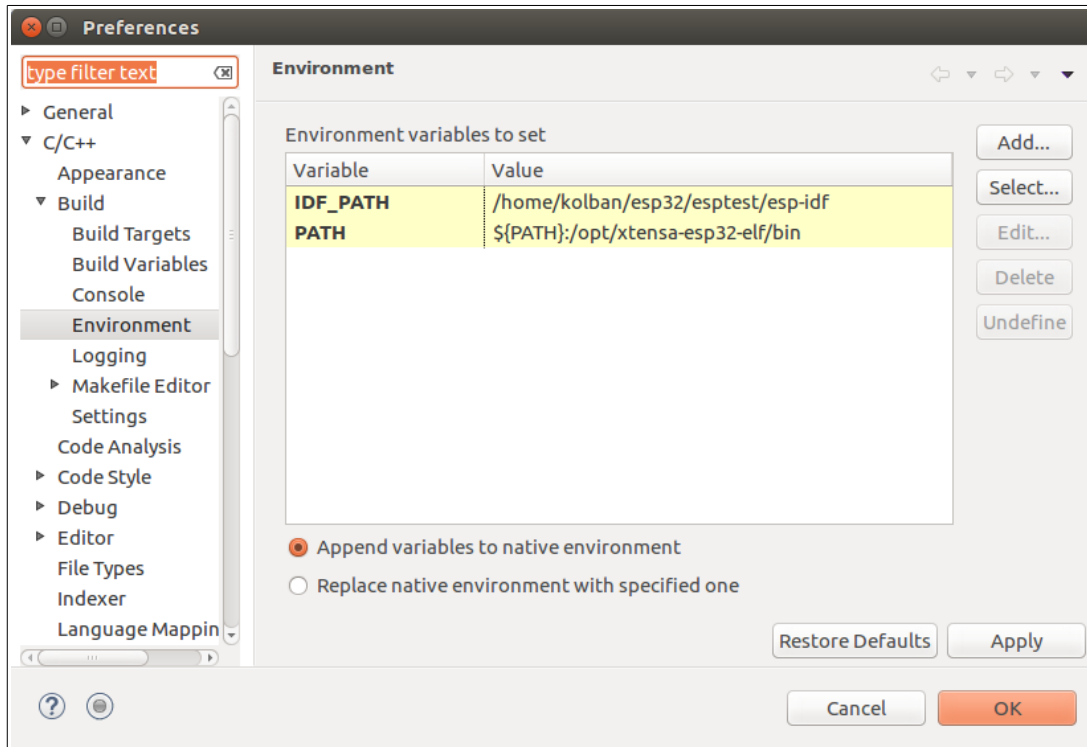 Preferences
type filter text
General
C/C++
Appearance
Build
Build Targets
Build Variables
Console
Environment
Logging
Makefile Editor
Settings
Code Analysis
Code Style
Debug
Editor
File Types
Indexer
Language Mappin
Environment
Environment variables to set
Variable Value
IDF_PATH /home/kolban/esp32/esptest/esp-idf
PATH ${PATH}:/opt/xtensa-esp32-elf/bin
Add...
Select...
Edit...
Delete
Undefine
Append variables to native environment
Replace native environment with specified one
Restore Defaults Apply
? Cancel OK